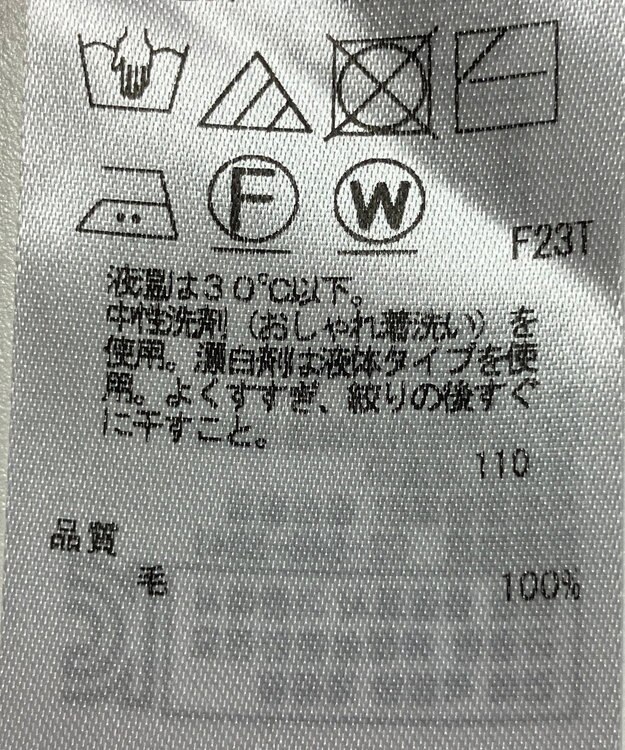 F
W
F23T
液温は30℃以下。
中性洗剤（おしゃれ着洗い）を
使用。漂白剤は液体タイプを使
用。よくすすぎ、絞りの後すぐ
に干すこと。
110
品質
毛 100%